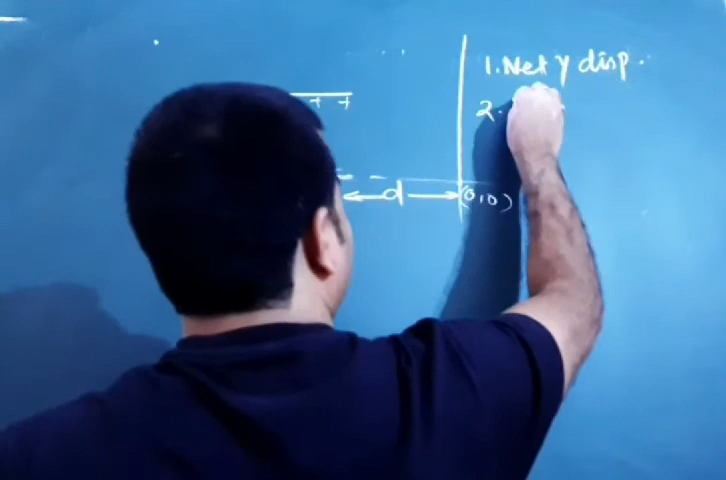 1. Net y disp.
2.
+ +
d (0,0)